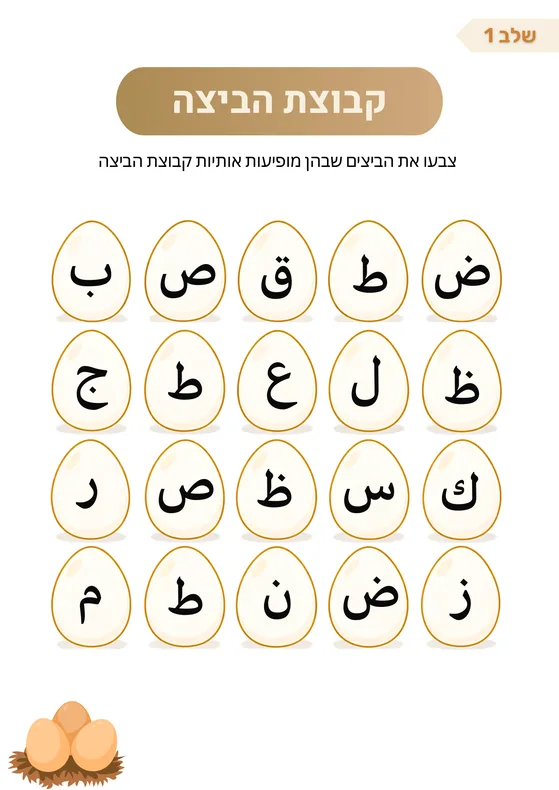 שלב 1
קבוצת הביצה
צבעו את הביצים שבהן מופיעות אותיות קבוצת הביצה
ض ط ق ص ب
ظ ل ع ط ج
ك س ظ ص ر
ز ض ن ط م